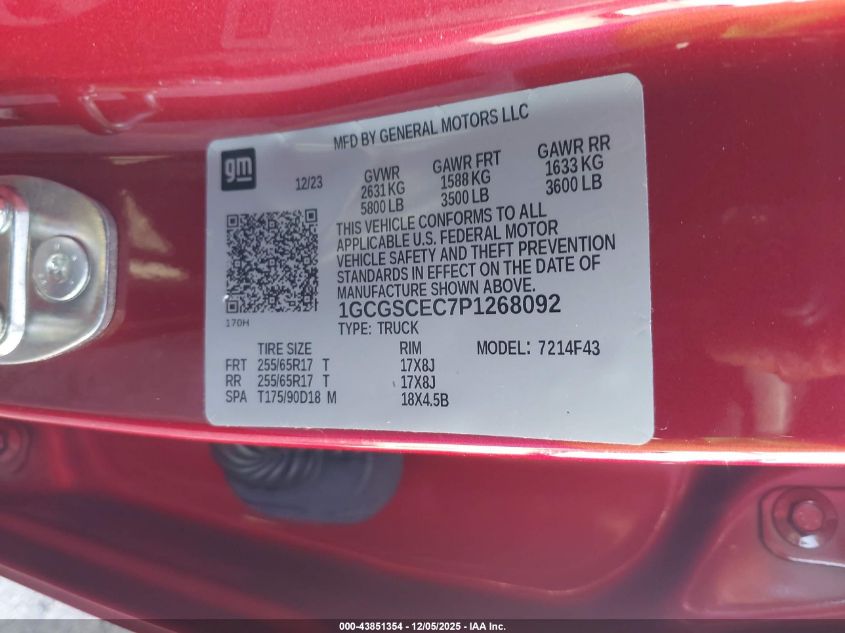 MFD BY GENERAL MOTORS LLC
gm
12/23
GVWR
2631 KG
5800 LB
GAWR FRT
1588 KG
3500 LB
GAWR RR
1633 KG
3600 LB
THIS VEHICLE CONFORMS TO ALL
APPLICABLE U.S. FEDERAL MOTOR
VEHICLE SAFETY AND THEFT PREVENTION
STANDARDS IN EFFECT ON THE DATE OF
MANUFACTURE SHOWN ABOVE.
1GCGSCEC7P1268092
170H
TYPE: TRUCK
TIRE SIZE RIM MODEL: 7214F43
FRT 255/65R17 T 17X8J
RR 255/65R17 T 17X8J
SPA T175/90D18 M 18X4.5B
000-43851354 - 12/05/2025 - IAA Inc.